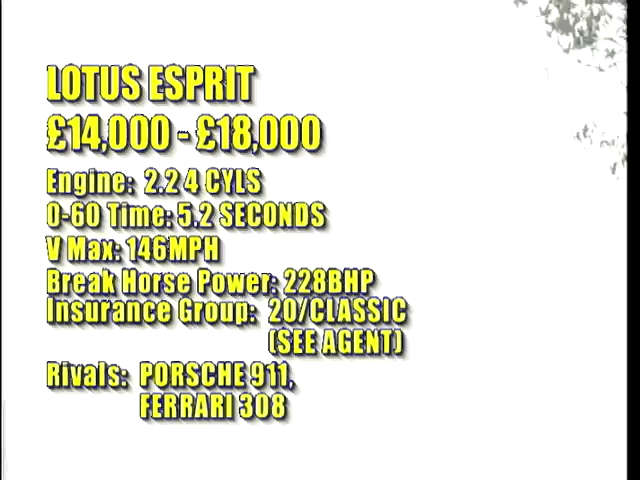 LOTUS ESPRIT
£14,000 - £18,000
Engine: 2.2 4 CYLS
0-60 Time: 5.2 SECONDS
V Max: 146MPH
Break Horse Power: 228BHP
Insurance Group: 20/CLASSIC
(SEE AGENT)
Rivals: PORSCHE 911,
FERRARI 308